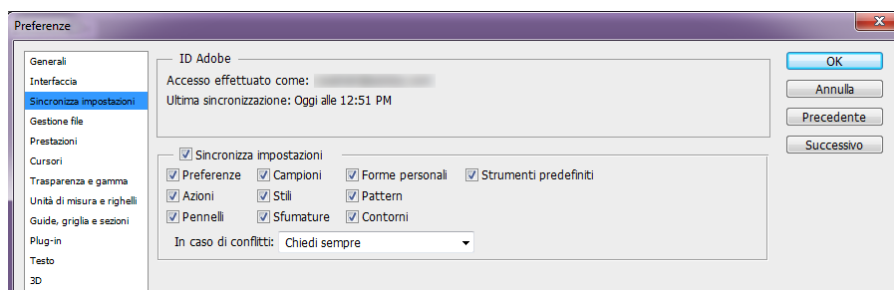 Preferenze
Generali
Interfaccia
Sincronizza impostazioni
Gestione file
Prestazioni
Cursori
Trasparenza e gamma
Unità di misura e righelli
Guide, griglia e sezioni
Plug-in
Testo
3D
ID Adobe
Accesso effettuato come:
Ultima sincronizzazione: Oggi alle 12:51 PM
Sincronizza impostazioni
Preferenze Campioni Forme personali Strumenti predefiniti
Azioni Stili Pattern
Pennelli Sfumature Contorni
In caso di conflitti: Chiedi sempre
OK
Annulla
Precedente
Successivo